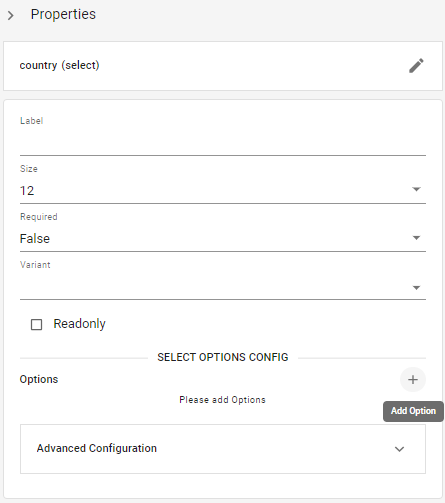 Properties
country (select)
Label
Size
12
Required
False
Variant
Readonly
SELECT OPTIONS CONFIG
Options
Please add Options
Add Option
Advanced Configuration